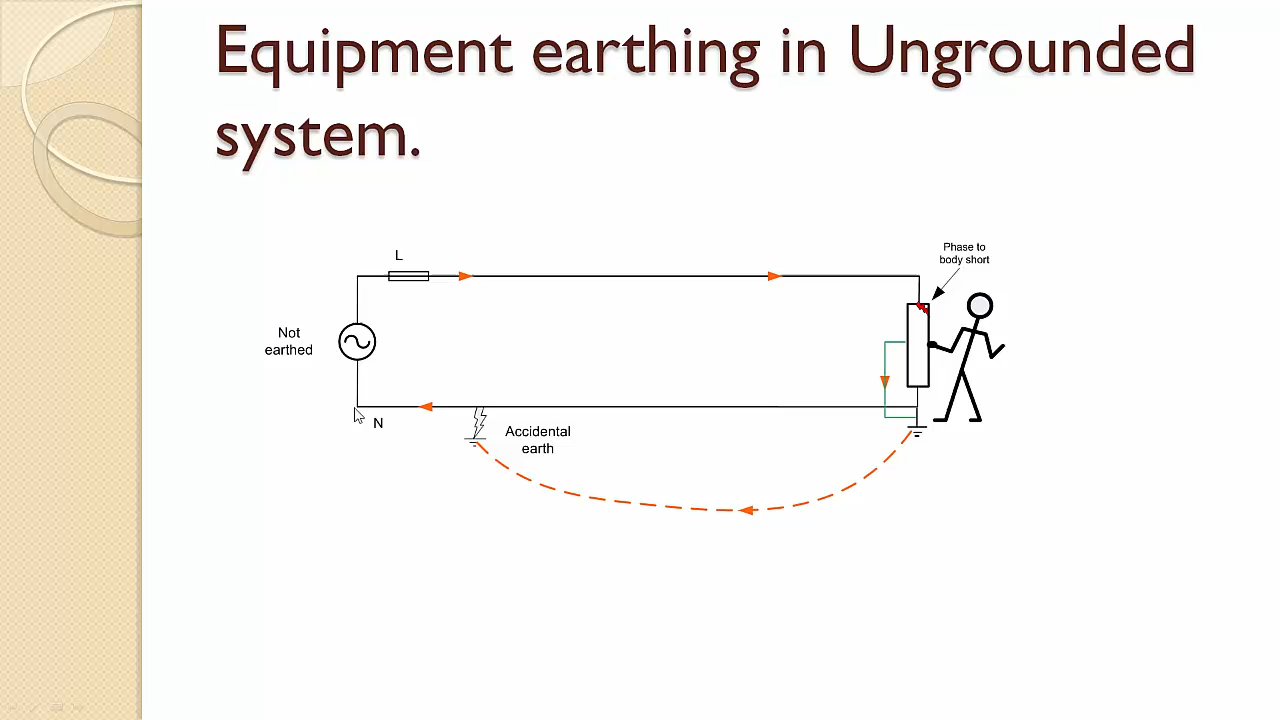 Equipment earthing in Ungrounded
system.
L
Phase to
body short
Not
earthed
N
Accidental
earth